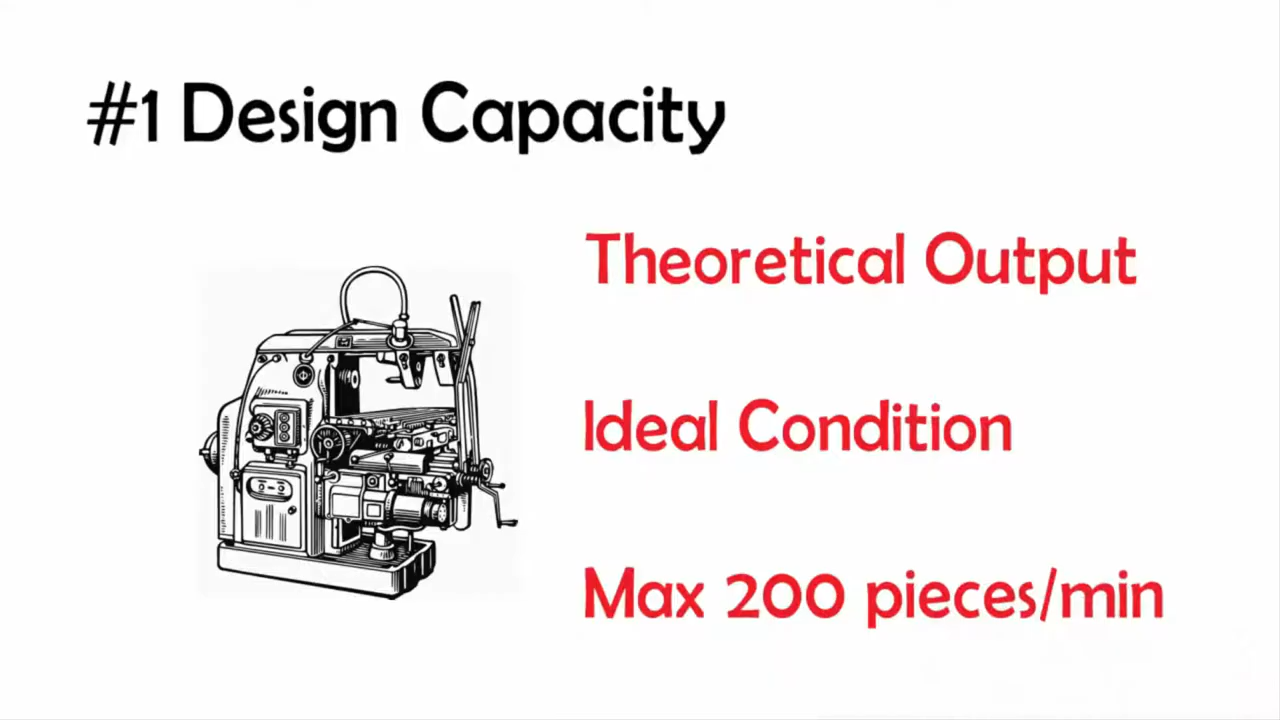 #1 Design Capacity
Theoretical Output
Ideal Condition
Max 200 pieces/min